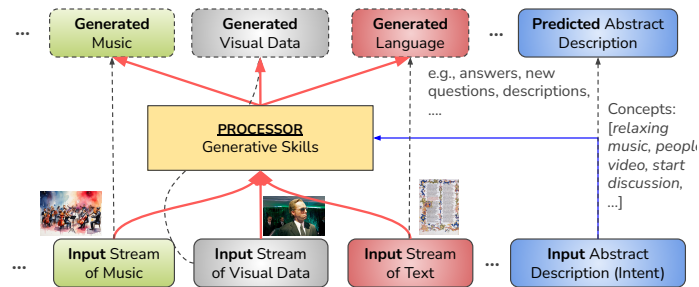 ...
Generated
Music
Generated
Visual Data
Generated
Language
...
Predicted Abstract
Description
e.g., answers, new
questions, descriptions,
....
Concepts:
[relaxing
music, people
video, start
discussion,
...]
PROCESSOR
Generative Skills
...
Input Stream
of Music
Input Stream
of Visual Data
Input Stream
of Text
...
Input Abstract
Description (Intent)